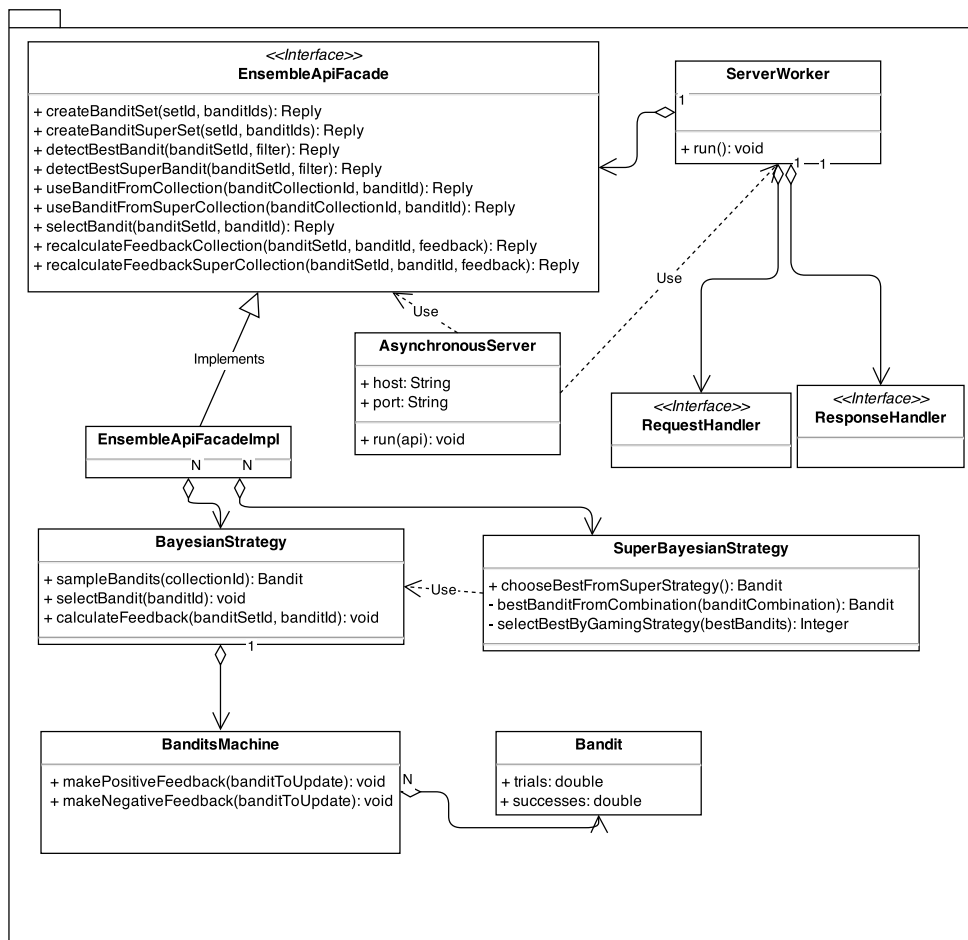 <<Interface>>
EnsembleApiFacade
+ createBanditSet(setId, banditIds): Reply
+ createBanditSuperSet(setId, banditIds): Reply
+ detectBestBandit(banditSetId, filter): Reply
+ detectBestSuperBandit(banditSetId, filter): Reply
+ useBanditFromCollection(banditCollectionId, banditId): Reply
+ useBanditFromSuperCollection(banditCollectionId, banditId): Reply
+ selectBandit(banditSetId, banditId): Reply
+ recalculateFeedbackCollection(banditSetId, banditId, feedback): Reply
+ recalculateFeedbackSuperCollection(banditSetId, banditId, feedback): Reply
ServerWorker
1
+ run(): void
1
1
Use
Use
Implements
AsynchronousServer
+ host: String
+ port: String
+ run(api): void
<<Interface>>
RequestHandler
<<Interface>>
ResponseHandler
EnsembleApiFacadeImpl
N
N
BayesianStrategy
+ sampleBandits(collectionId): Bandit
+ selectBandit(banditId): void
+ calculateFeedback(banditSetId, banditId): void
1
Use
SuperBayesianStrategy
+ chooseBestFromSuperStrategy(): Bandit
- bestBanditFromCombination(banditCombination): Bandit
- selectBestByGamingStrategy(bestBandits): Integer
BanditsMachine
+ makePositiveFeedback(banditToUpdate): void
+ makeNegativeFeedback(banditToUpdate): void
N
Bandit
+ trials: double
+ successes: double